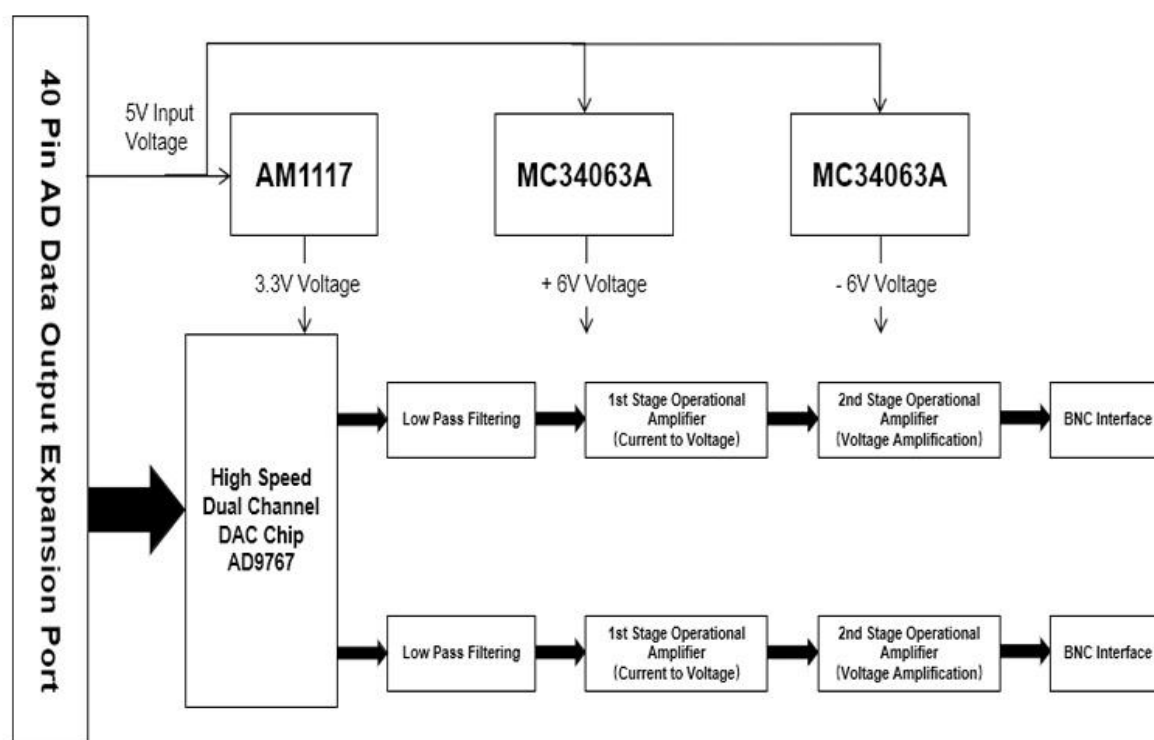 40 Pin AD Data Output Expansion Port
5V Input
Voltage
AM1117
MC34063A
MC34063A
3.3V Voltage
+ 6V Voltage
- 6V Voltage
High Speed
Dual Channel
DAC Chip
AD9767
Low Pass Filtering
1st Stage Operational
Amplifier
(Current to Voltage)
2nd Stage Operational
Amplifier
(Voltage Amplification)
BNC Interface
Low Pass Filtering
1st Stage Operational
Amplifier
(Current to Voltage)
2nd Stage Operational
Amplifier
(Voltage Amplification)
BNC Interface